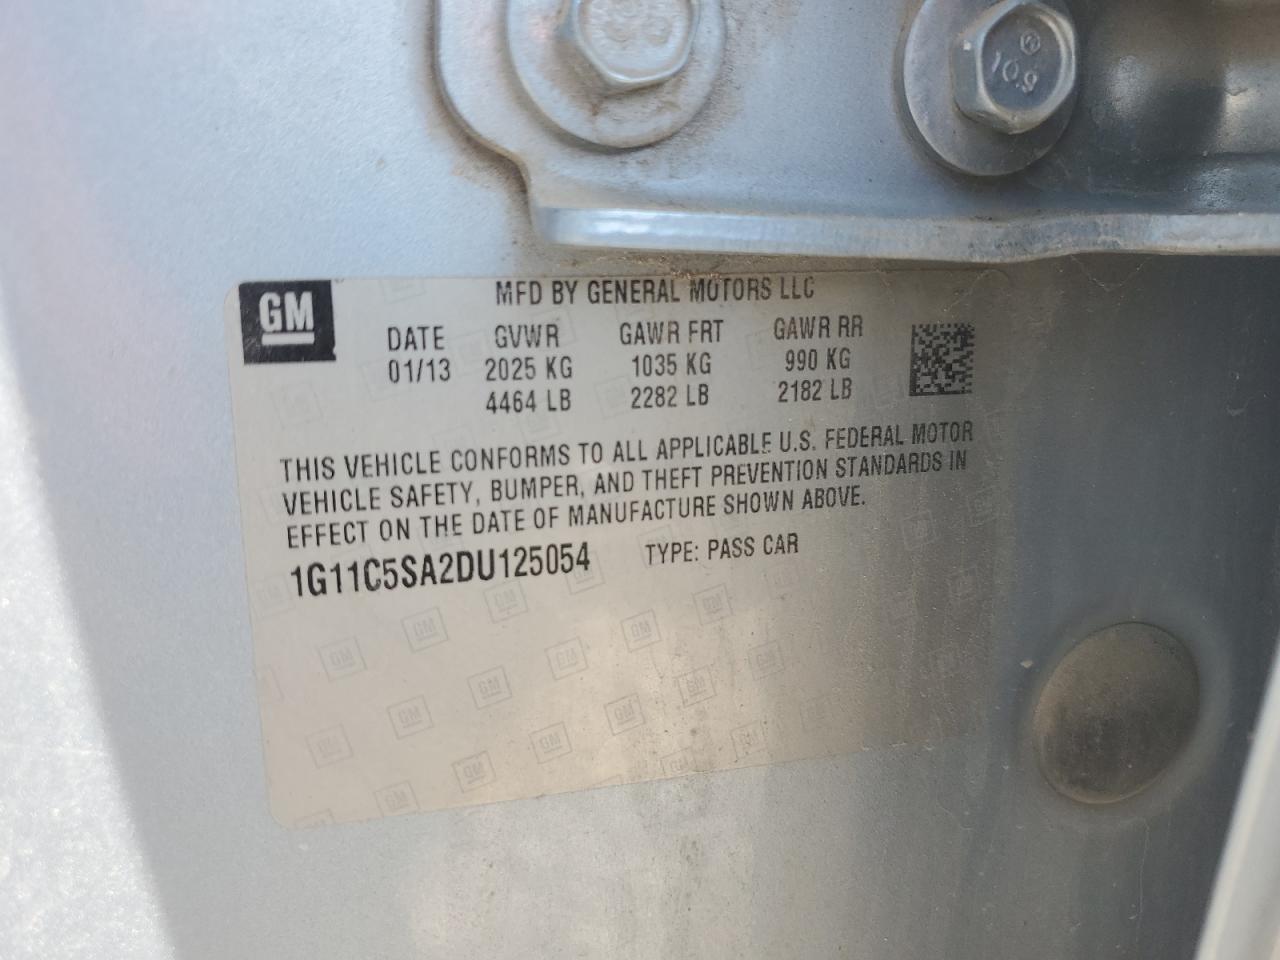 10.9
GM
MFD BY GENERAL MOTORS LLC
DATE GVWR GAWR FRT GAWR RR
01/13 2025 KG 1035 KG 990 KG
4464 LB 2282 LB 2182 LB
THIS VEHICLE CONFORMS TO ALL APPLICABLE U.S. FEDERAL MOTOR
VEHICLE SAFETY, BUMPER, AND THEFT PREVENTION STANDARDS IN
EFFECT ON THE DATE OF MANUFACTURE SHOWN ABOVE.
1G11C5SA2DU125054 TYPE: PASS CAR